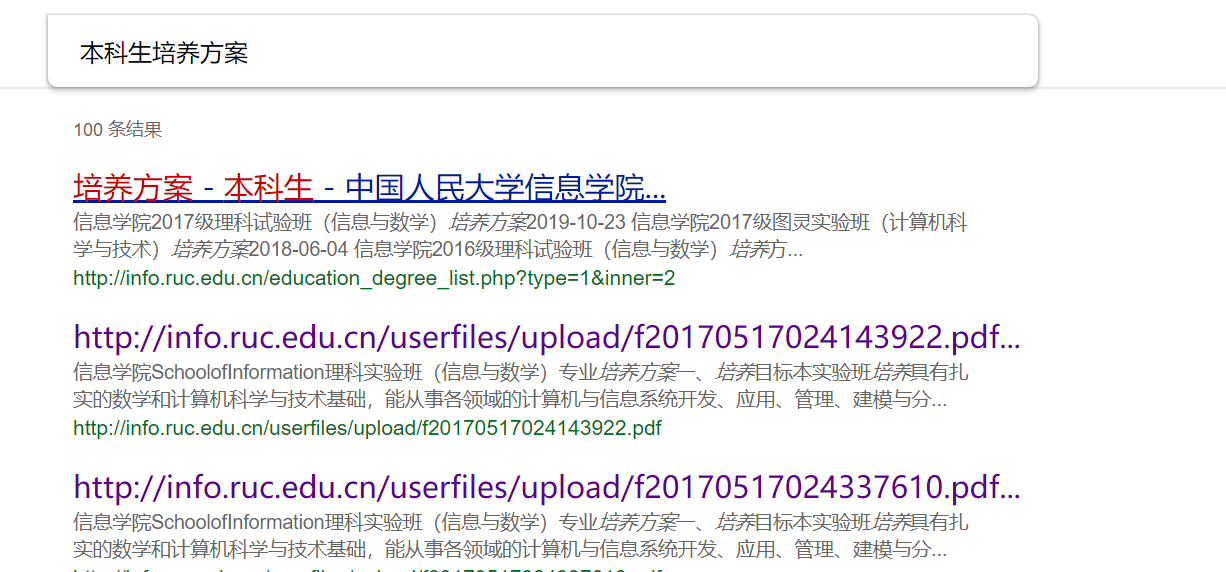 本科生培养方案
100 条结果
培养方案 - 本科生 - 中国人民大学信息学院...
信息学院2017级理科试验班（信息与数学）培养方案2019-10-23 信息学院2017级图灵实验班（计算机科
学与技术）培养方案2018-06-04 信息学院2016级理科试验班（信息与数学）培养方...
http://info.ruc.edu.cn/education_degree_list.php?type=1&inner=2
http://info.ruc.edu.cn/userfiles/upload/f20170517024143922.pdf...
信息学院SchoolofInformation理科实验班（信息与数学）专业培养方案一、培养目标本实验班培养具有扎
实的数学和计算机科学与技术基础，能从事各领域的计算机与信息系统开发、应用、管理、建模与分...
http://info.ruc.edu.cn/userfiles/upload/f20170517024143922.pdf
http://info.ruc.edu.cn/userfiles/upload/f20170517024337610.pdf...
信息学院SchoolofInformation理科实验班（信息与数学）专业培养方案一、培养目标本实验班培养具有扎
实的数学和计算机科学与技术基础，能从事各领域的计算机与信息系统开发、应用、管理、建模与分...